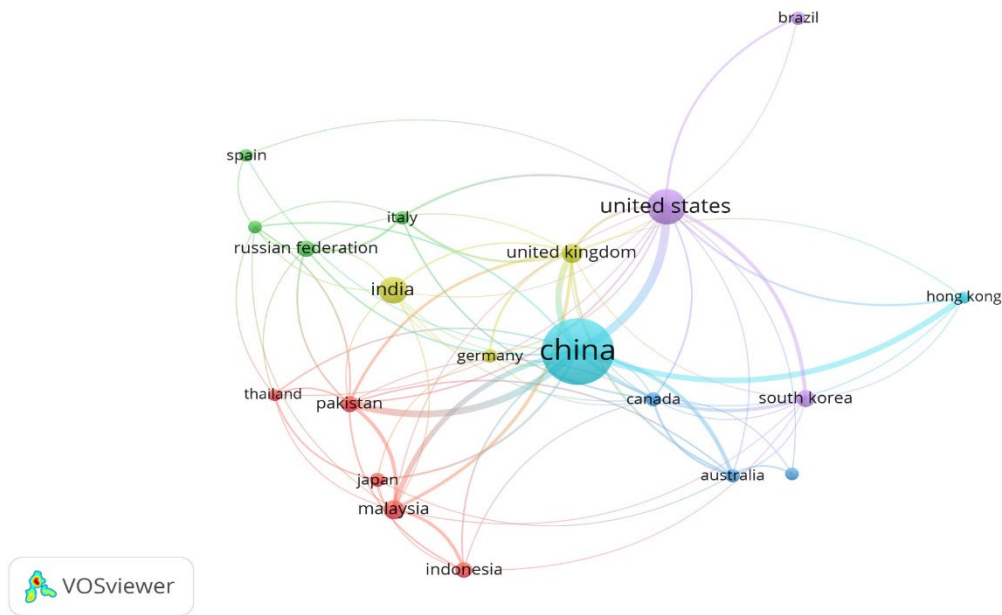 brazil
spain
united states
italy
russian federation
united kingdom
india
hong kong
china
germany
thailand
pakistan
canada
south korea
japan
australia
malaysia
indonesia
VOSviewer